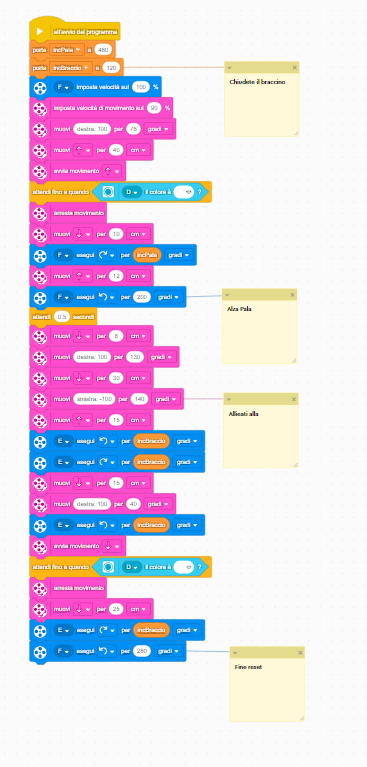 all'avvio del programma
porta incPala a 480
porta incBraccio a 120
Chiudete il braccino
F imposta velocità sul 100 %
imposta velocità di movimento sul 90 %
muovi destra: 100 per 78 gradi
muovi per 40 cm
avvia movimento
attendi fino a quando D il colore è ?
arresta movimento
muovi per 10 cm
F esegui per incPala gradi
muovi per 12 cm
F esegui per 200 gradi
Alza Pala
attendi 0.5 secondi
muovi per 8 cm
muovi destra: 100 per 130 gradi
muovi per 30 cm
muovi sinistra: -100 per 140 gradi
Allicati alla
muovi per 15 cm
E esegui per incBraccio gradi
E esegui per incBraccio gradi
muovi per 15 cm
muovi destra: 100 per 40 gradi
E esegui per incBraccio gradi
avvia movimento
attendi fino a quando D il colore è ?
arresta movimento
muovi per 25 cm
E esegui per incBraccio gradi
F esegui per 280 gradi
Fine reset